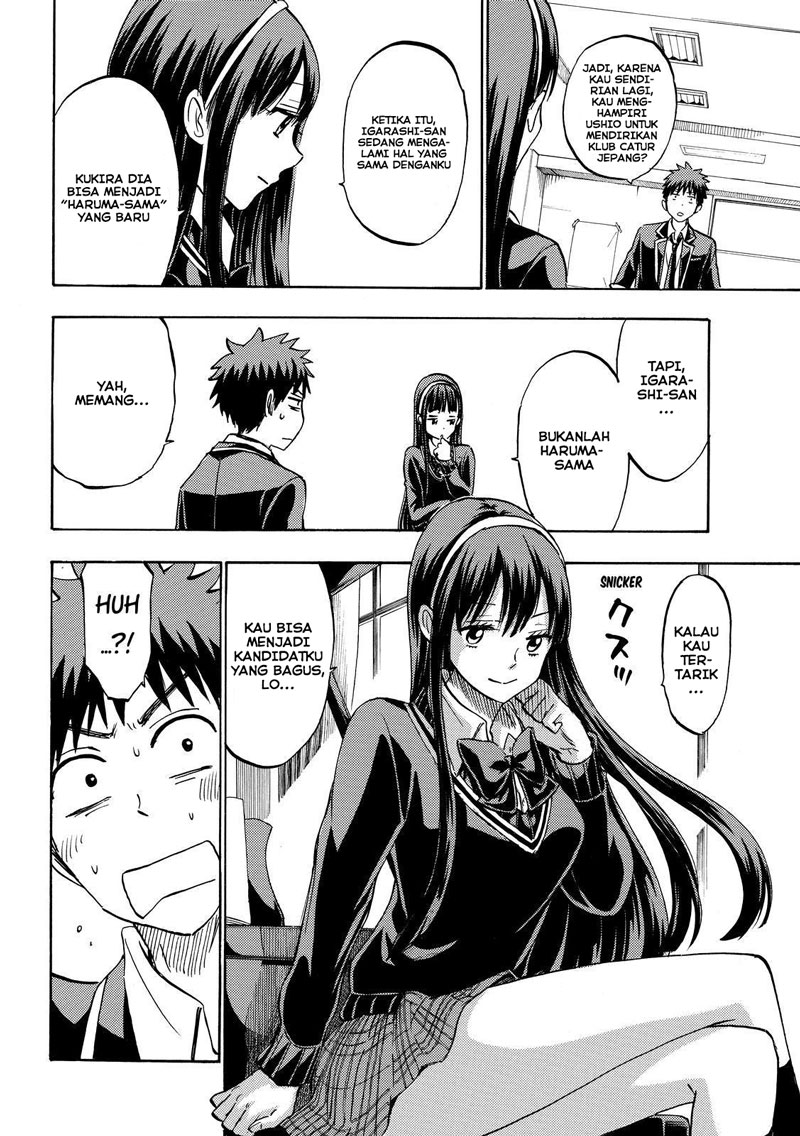 JADI, KARENA
KAU SENDI-
RIAN LAGI,
KAU MENG-
HAMPIRI
USHIO UNTUK
MENDIRIKAN
KLUB CATUR
JEPANG?
KETIKA ITU,
IGARASHI-SAN
SEDANG MENGA-
LAMI HAL YANG
SAMA DENGANKU
KUKIRA DIA
BISA MENJADI
“HARUMA-SAMA”
YANG BARU
TAPI,
IGARA-
SHI-SAN
...
BUKANLAH
HARUMA-
SAMA
YAH,
MEMANG...
KALAU
KAU
TER-
TARIK
...
SNICKER
クスッ
KAU BISA
MENJADI
KANDIDATKU
YANG BAGUS,
LO...
HUH
...?!